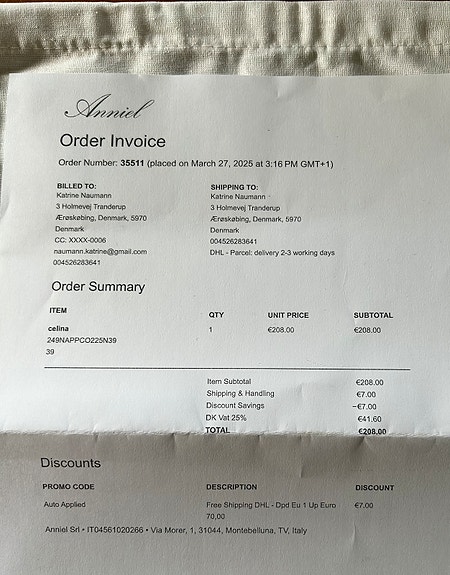 Anniel
Order Invoice
Order Number: 35511 (placed on March 27, 2025 at 3:16 PM GMT+1)
BILLED TO:
Katrine Naumann
3 Holmevej Tranderup
Ærøskøbing, Denmark, 5970
Denmark
CC: XXXX-0006
naumann.katrine@gmail.com
004526283641
SHIPPING TO:
Katrine Naumann
3 Holmevej Tranderup
Ærøskøbing, Denmark, 5970
Denmark
004526283641
DHL - Parcel: delivery 2-3 working days
Order Summary
ITEM QTY UNIT PRICE SUBTOTAL
celina 1 €208.00 €208.00
249NAPPCO225N39
39
Item Subtotal €208.00
Shipping & Handling €7.00
Discount Savings −€7.00
DK Vat 25% €41.60
TOTAL €208.00
Discounts
PROMO CODE DESCRIPTION DISCOUNT
Auto Applied Free Shipping DHL - Dpd Eu 1 Up Euro €7.00
70,00
Anniel Srl • IT04561020266 • Via Morer, 1, 31044, Montebelluna, TV, Italy